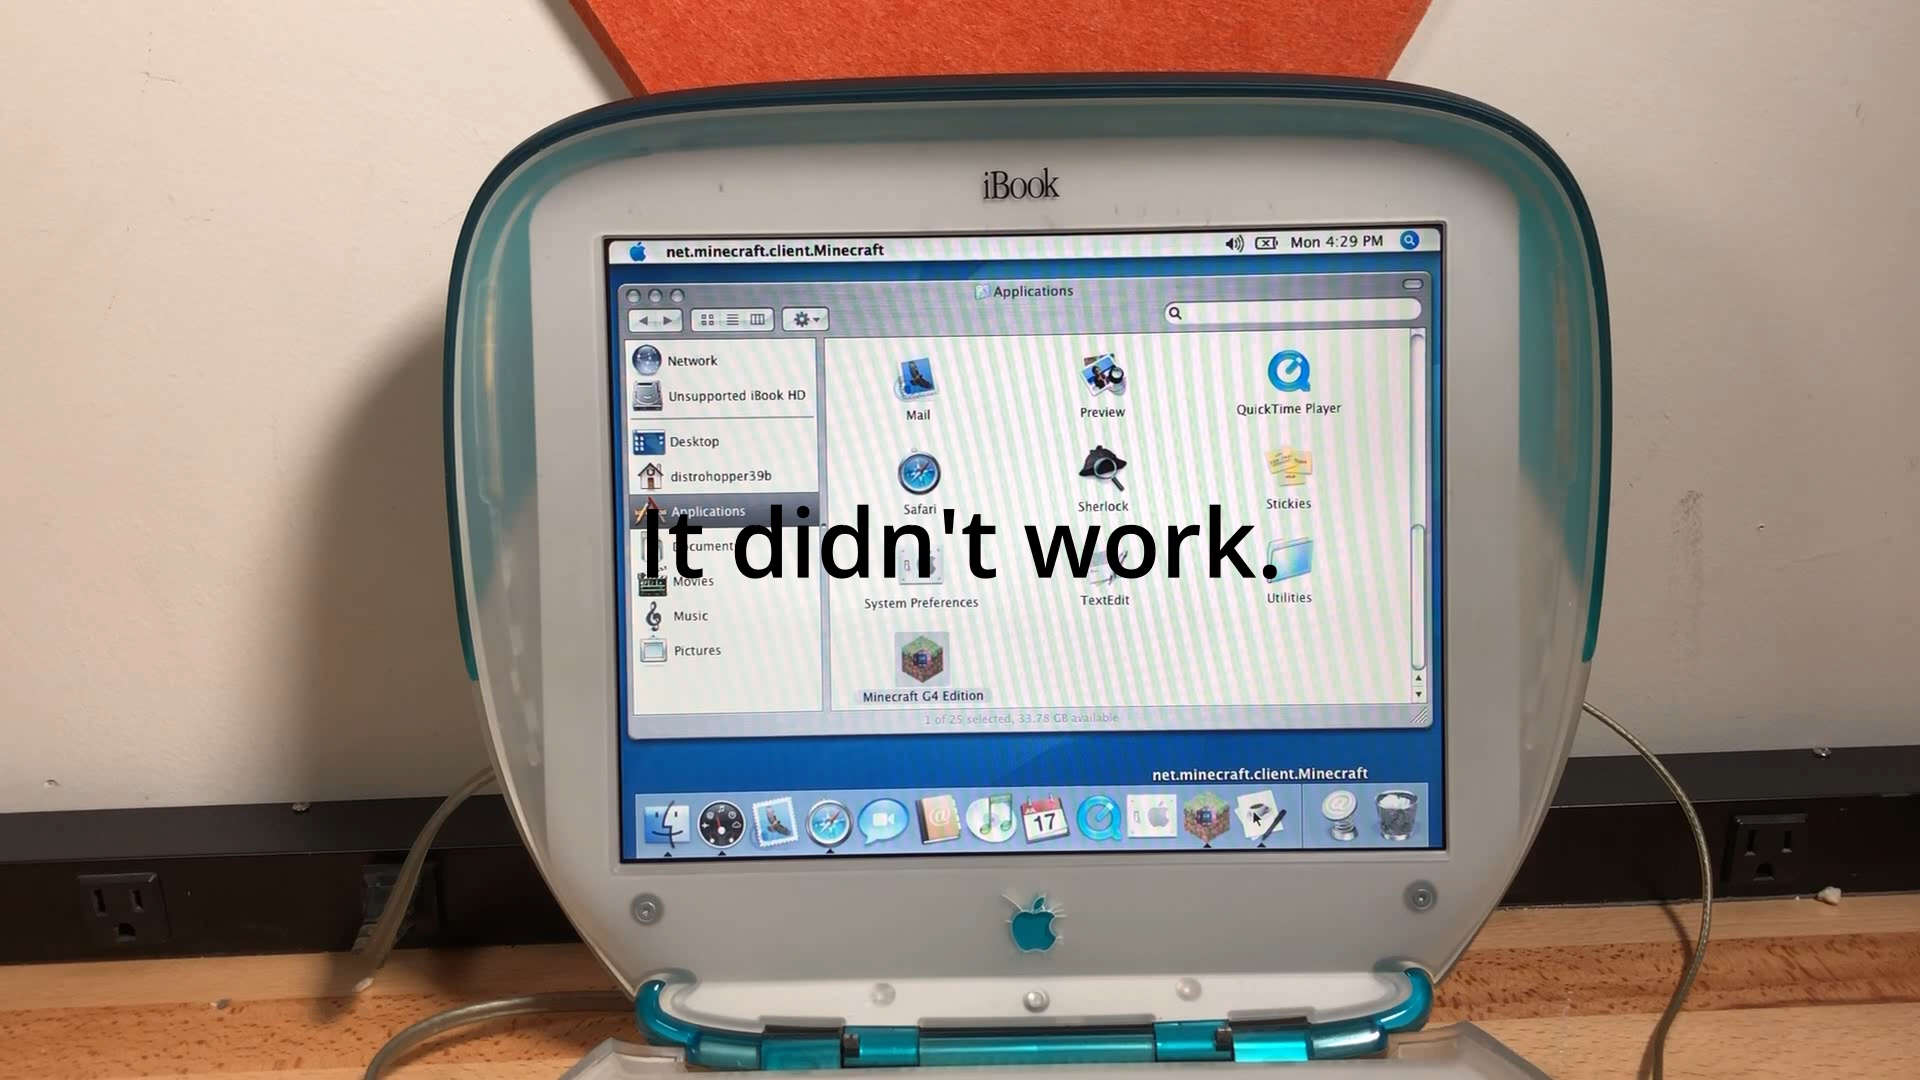 iBook
net.minecraft.client.Minecraft
Mon 4:29 PM
Applications
Network
Unsupported iBook HD
Desktop
distrohopper39b
Applications
Document
Movies
Music
Pictures
Mail
Preview
QuickTime Player
Safari
Sherlock
Stickies
It didn't work.
System Preferences
TextEdit
Utilities
Minecraft G4 Edition
1 of 25 selected, 33.78 GB available
net.minecraft.client.Minecraft
17